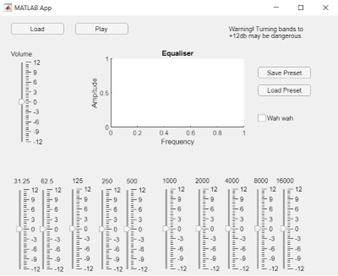 MATLAB App
Load
Play
Warning! Turning bands to
+12db may be dangerous.
Volume
12
9
6
3
0
-3
-6
-9
-12
Equaliser
Amplitude
1
0.5
0
0 0.2 0.4 0.6 0.8 1
Frequency
Save Preset
Load Preset
Wah wah
31.25 62.5 125 250 500 1000 2000 4000 8000 16000
12 12 12 12 12 12 12 12 12 12
9 9 9 9 9 9 9 9 9 9
6 6 6 6 6 6 6 6 6 6
3 3 3 3 3 3 3 3 3 3
0 0 0 0 0 0 0 0 0 0
-3 -3 -3 -3 -3 -3 -3 -3 -3 -3
-6 -6 -6 -6 -6 -6 -6 -6 -6 -6
-9 -9 -9 -9 -9 -9 -9 -9 -9 -9
-12 -12 -12 -12 -12 -12 -12 -12 -12 -12